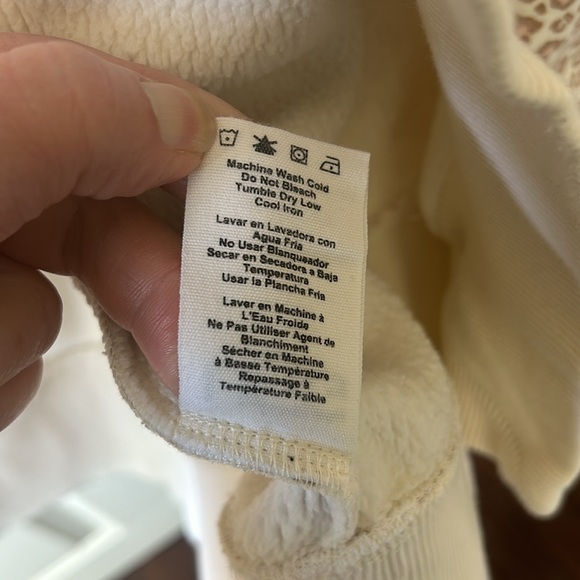 Machine Wash Cold
Do Not Bleach
Tumble Dry Low
Cool Iron
Lavar en Lavadora con
Agua Fria
No Usar Blanqueador
Secar en Secadora a Baja
Temperatura
Usar la Plancha Fria
Laver en Machine à
L'Eau Froide
Ne Pas Utiliser Agent de
Blanchiment
Sécher en Machine
à Basse Température
Repassage à
Température Faible